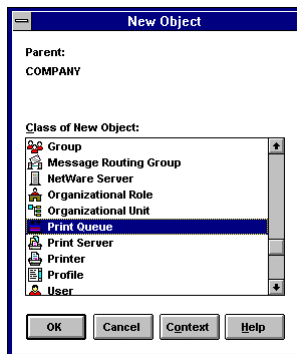 New Object
Parent:
COMPANY
Class of New Object:
Group
Message Routing Group
NetWare Server
Organizational Role
Organizational Unit
Print Queue
Print Server
Printer
Profile
User
OK
Cancel
Context
Help